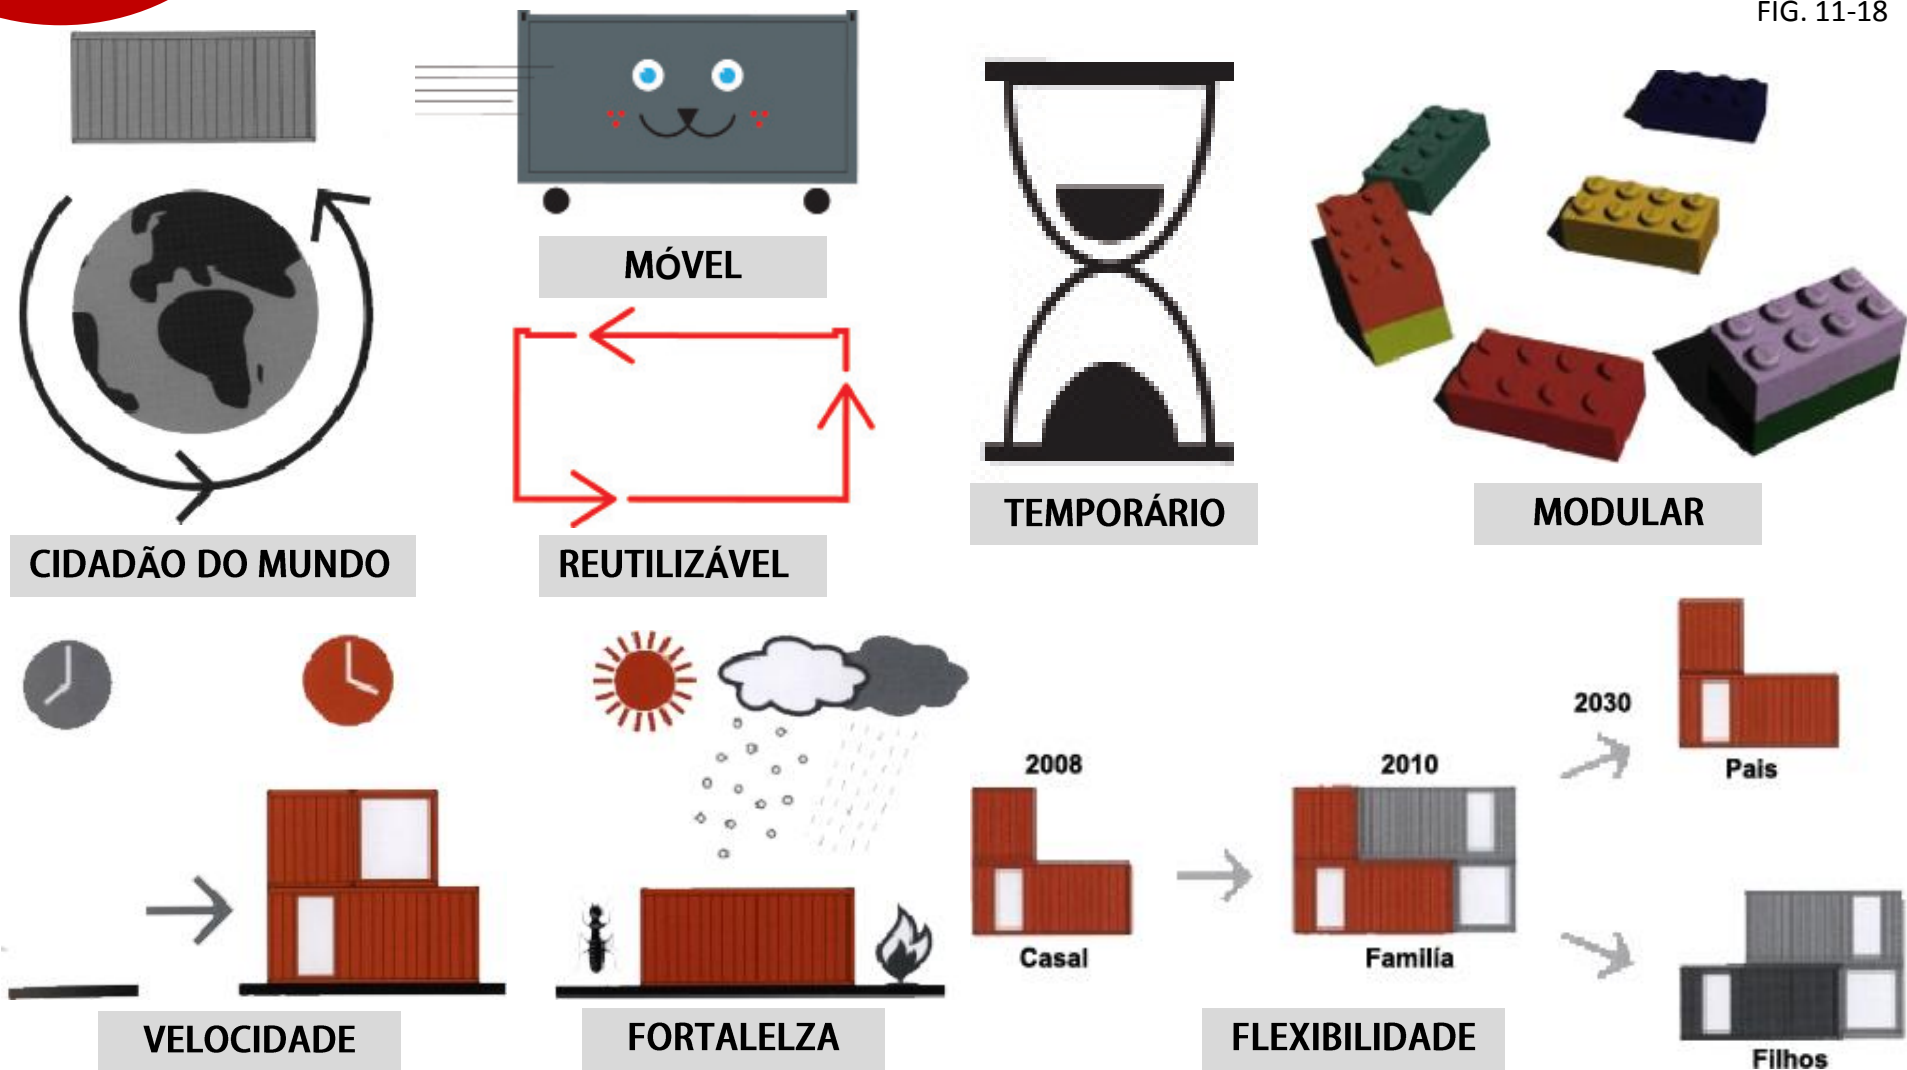 FIG. 11-18
MÓVEL
TEMPORÁRIO
MODULAR
CIDADÃO DO MUNDO
REUTILIZÁVEL
2008
Casal
2010
Familía
2030
Pais
Filhos
VELOCIDADE
FORTALELZA
FLEXIBILIDADE